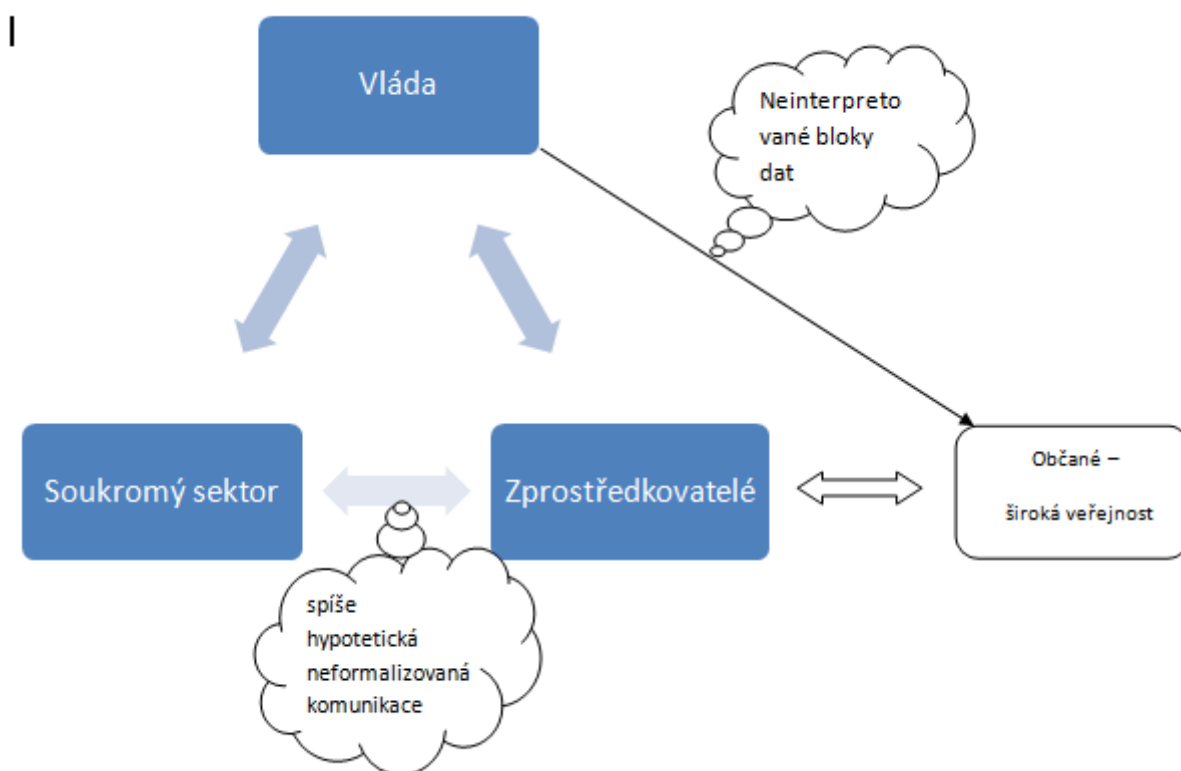 I
Vláda
Neinterpreto
vané bloky
dat
Soukromý sektor
Zprostředkovatelé
Občané –
široká veřejnost
spíše
hypotetická
neformalizovaná
komunikace